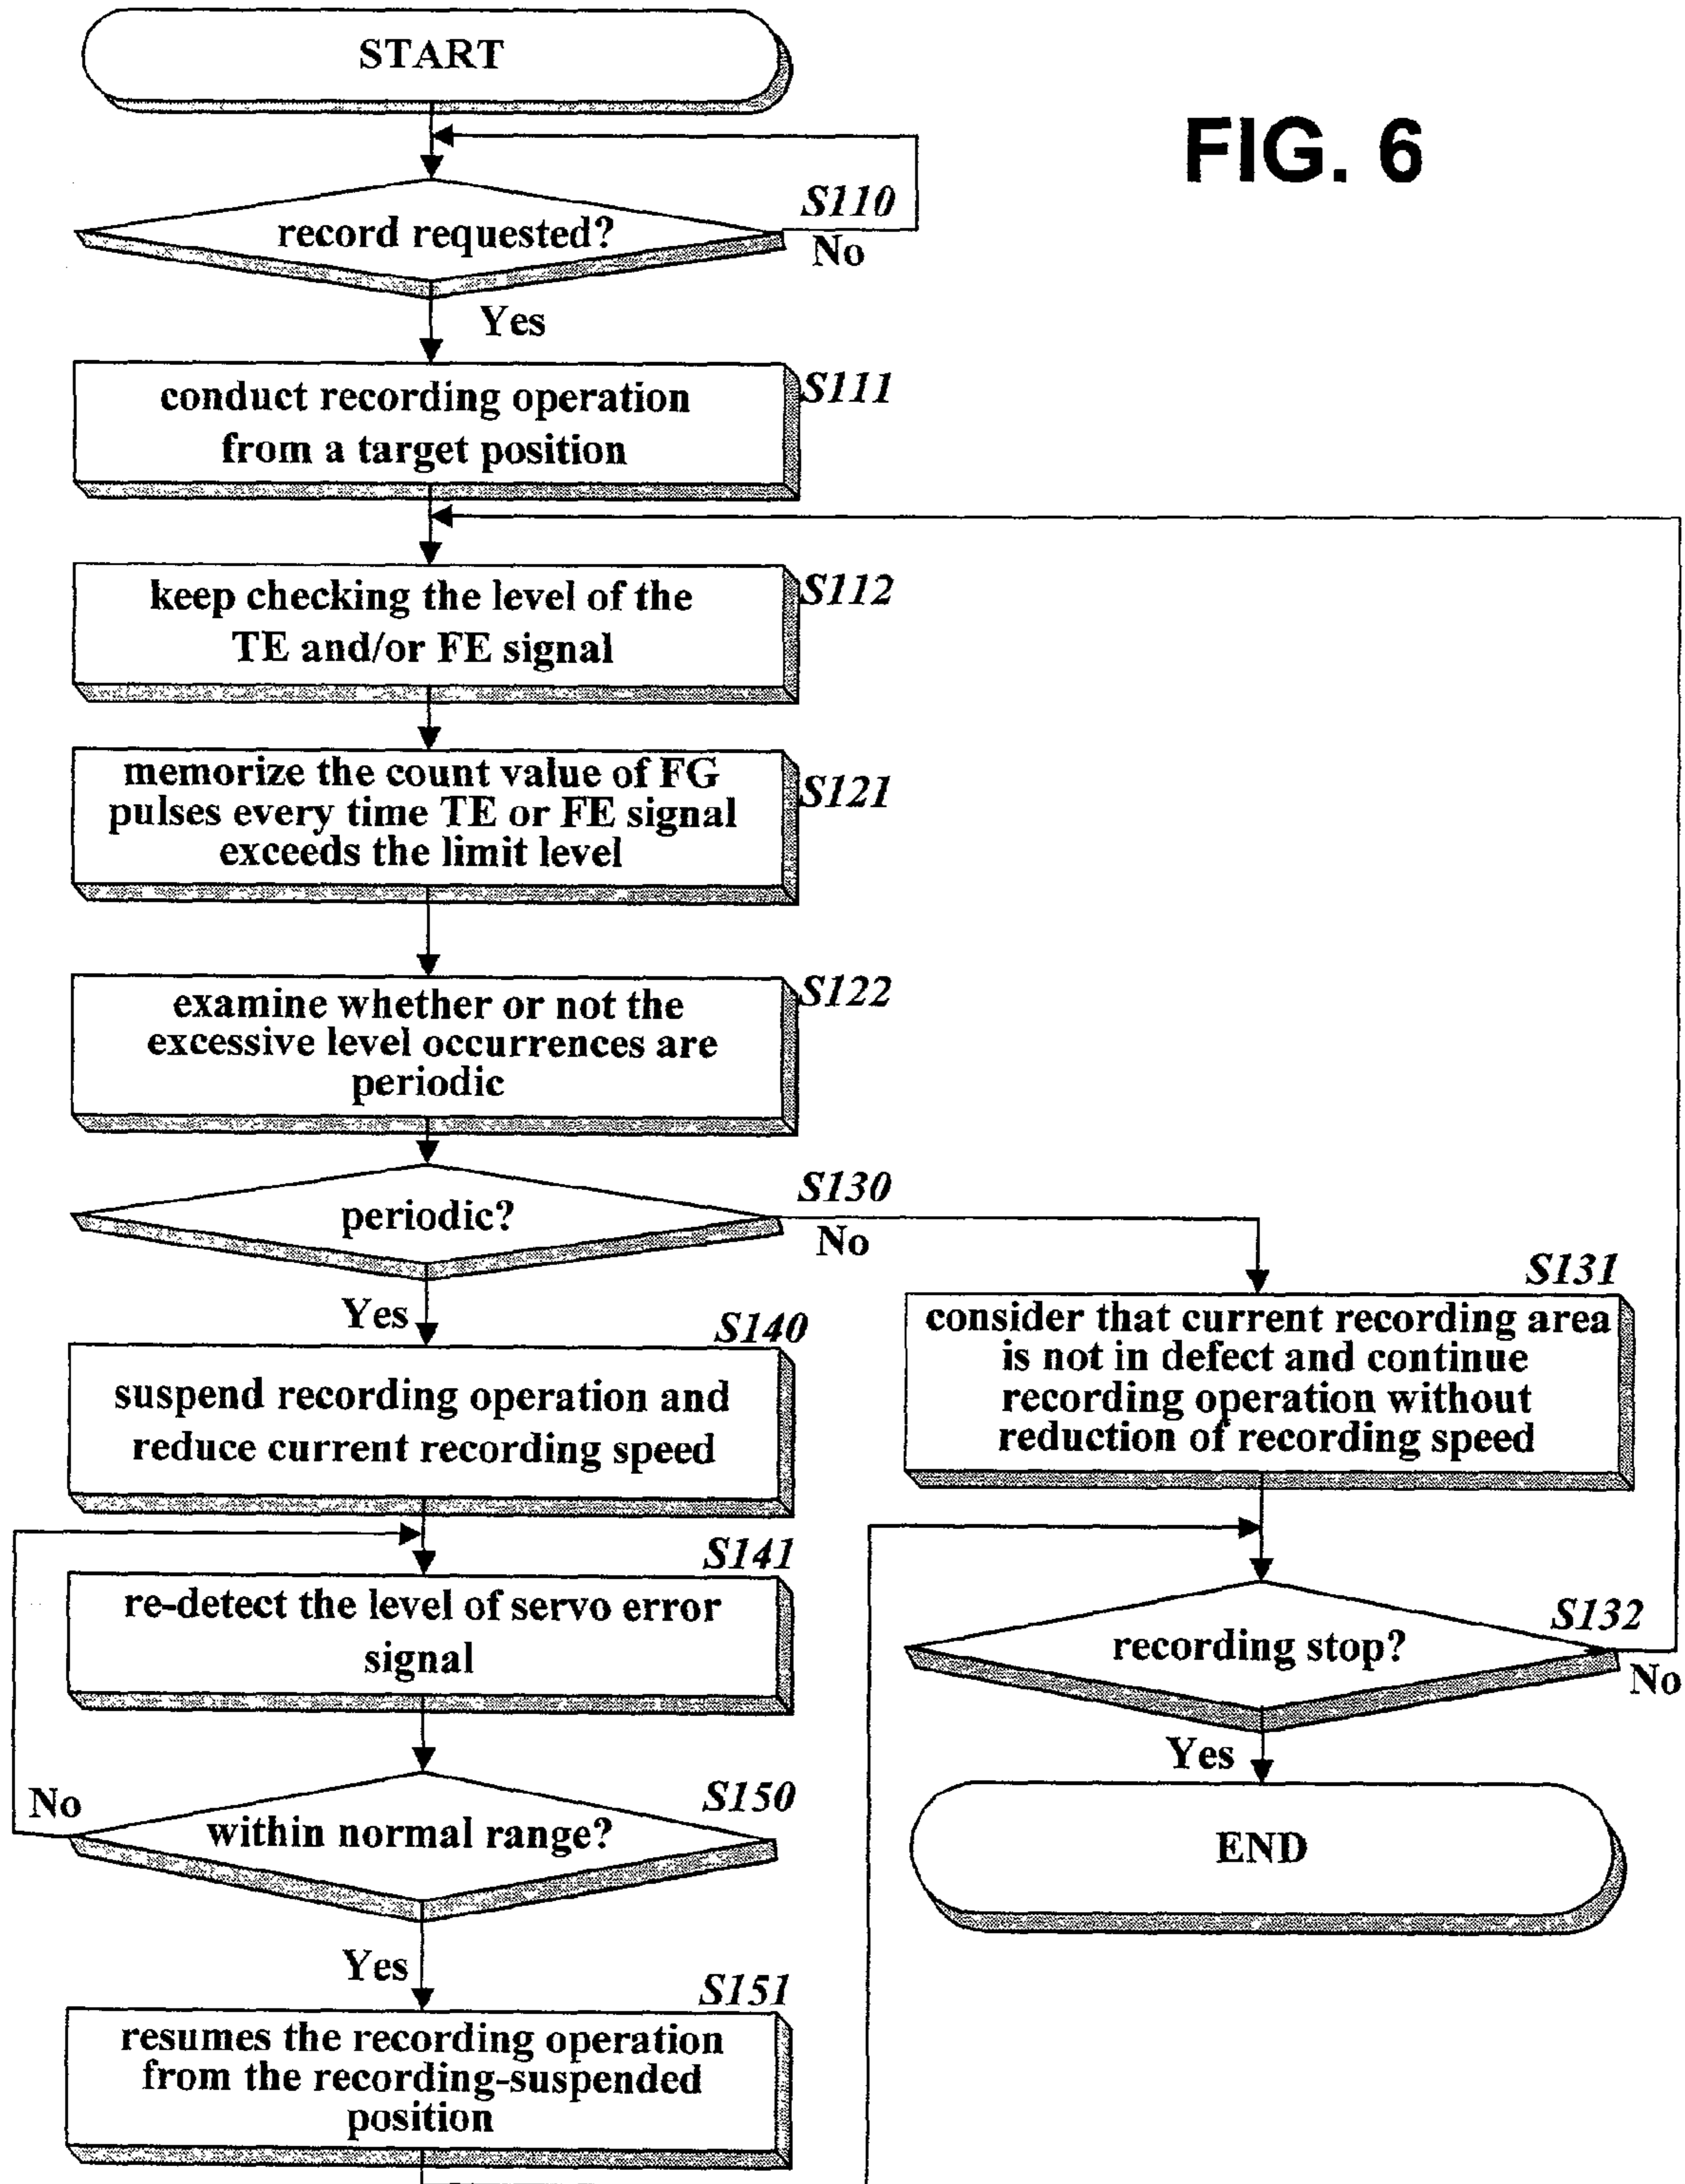 START
FIG. 6
S110
record requested?
No
Yes
S111
conduct recording operation
from a target position
S112
keep checking the level of the
TE and/or FE signal
memorize the count value of FG
pulses every time TE or FE signal
exceeds the limit level
S121
S122
examine whether or not the
excessive level occurrences are
periodic
S130
periodic?
No
Yes
S131
consider that current recording area
is not in defect and continue
recording operation without
reduction of recording speed
S140
suspend recording operation and
reduce current recording speed
S141
re-detect the level of servo error
signal
S132
recording stop?
No
Yes
END
S150
No
within normal range?
Yes
S151
resumes the recording operation
from the recording-suspended
position